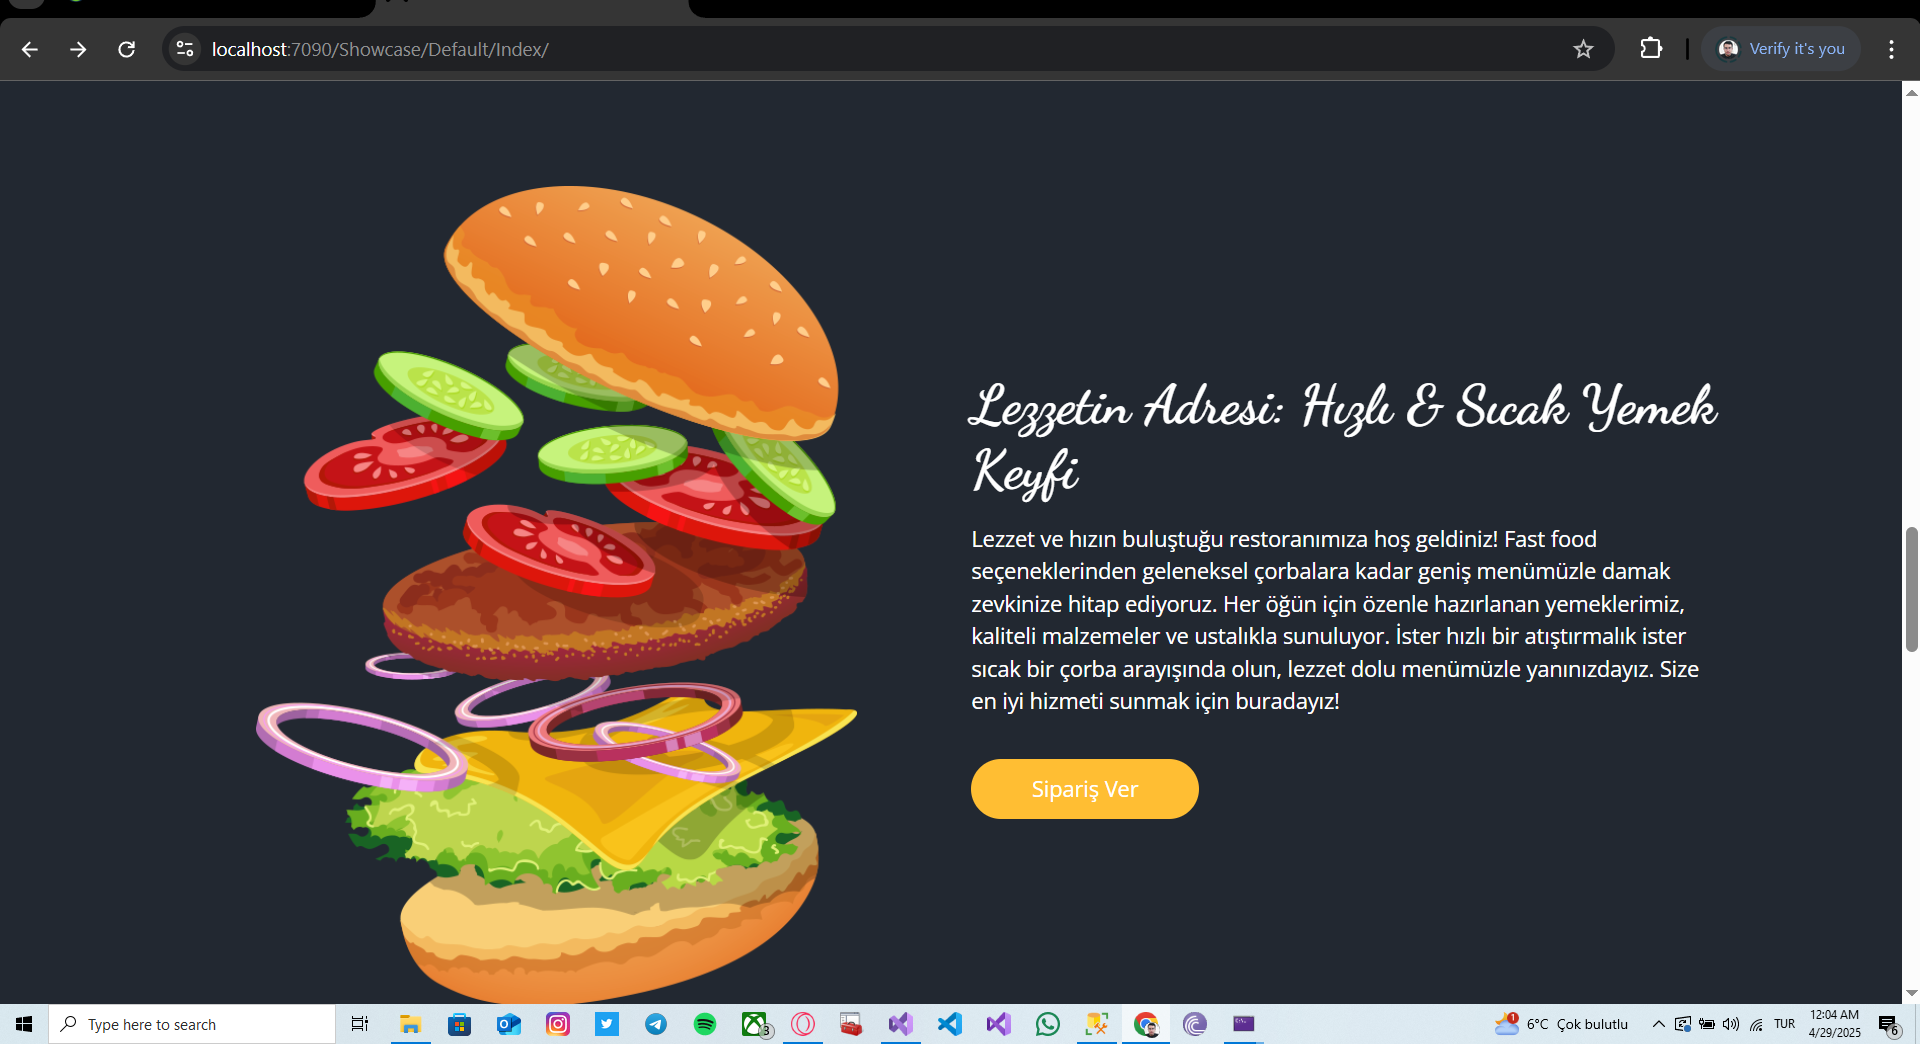 localhost:7090/Showcase/Default/Index/
Verify it's you
Lezzetin Adresi: Hızlı & Sıcak Yemek
Keyfi
Lezzet ve hızın buluştuğu restoranımıza hoş geldiniz! Fast food
seçeneklerinden geleneksel çorbalara kadar geniş menümüzle damak
zevkinize hitap ediyoruz. Her öğün için özenle hazırlanan yemeklerimiz,
kaliteli malzemeler ve ustalıkla sunuluyor. İster hızlı bir atıştırmalık ister
sıcak bir çorba arayışında olun, lezzet dolu menümüzle yanınızdayız. Size
en iyi hizmeti sunmak için buradayız!
Sipariş Ver
Type here to search
3
1
6°C Çok bulutlu
TUR
12:04 AM
4/29/2025
6